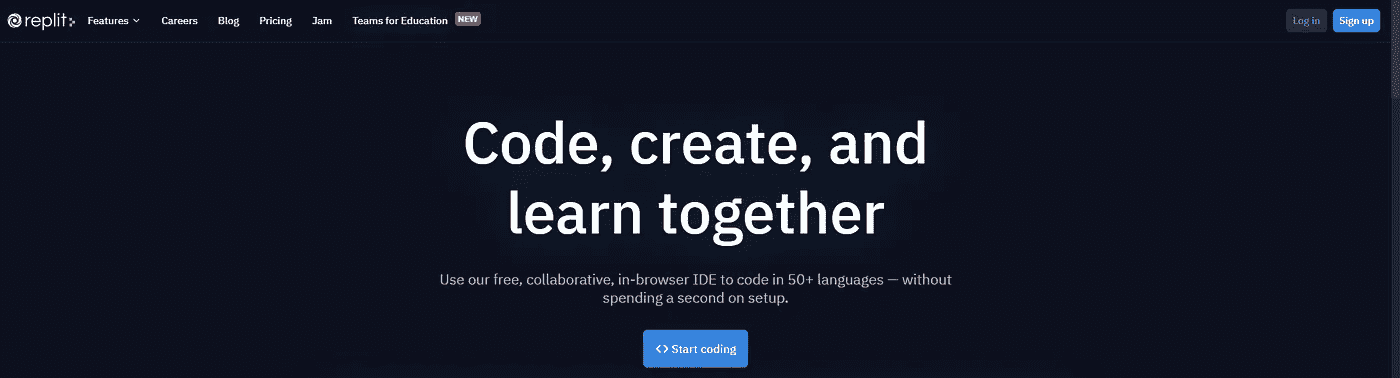 replit Features Careers Blog Pricing Jam Teams for Education NEW Log in Sign up
Code, create, and
learn together
Use our free, collaborative, in-browser IDE to code in 50+ languages — without
spending a second on setup.
<> Start coding